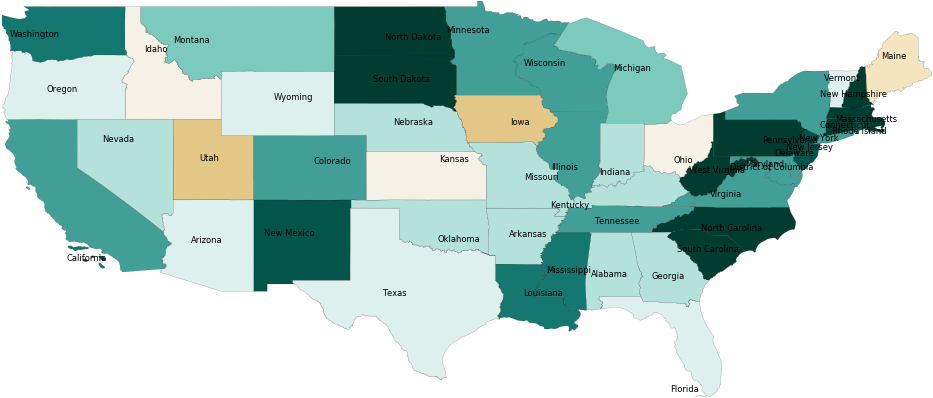 Washington
Montana
Idaho
North Dakota
Minnesota
Oregon
Wyoming
South Dakota
Wisconsin
Michigan
Maine
Vermont
New Hampshire
Massachusetts
Connecticut
Rhode Island
Nevada
Nebraska
Iowa
New York
Pennsylvania
New Jersey
Utah
Colorado
Kansas
Missouri
Illinois
Indiana
Ohio
Delaware
Maryland
District of Columbia
West Virginia
Virginia
Kentucky
California
Arizona
New Mexico
Oklahoma
Arkansas
Tennessee
North Carolina
South Carolina
Texas
Louisiana
Mississippi
Alabama
Georgia
Florida